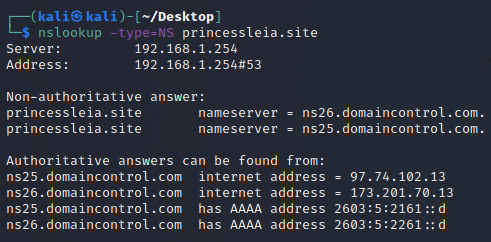 ┌──(kali㉿kali)-[~/Desktop]
└─$ nslookup -type=NS princessleia.site
Server:         192.168.1.254
Address:        192.168.1.254#53

Non-authoritative answer:
princessleia.site       nameserver = ns26.domaincontrol.com.
princessleia.site       nameserver = ns25.domaincontrol.com.

Authoritative answers can be found from:
ns25.domaincontrol.com  internet address = 97.74.102.13
ns26.domaincontrol.com  internet address = 173.201.70.13
ns25.domaincontrol.com  has AAAA address 2603:5:2161::d
ns26.domaincontrol.com  has AAAA address 2603:5:2261::d